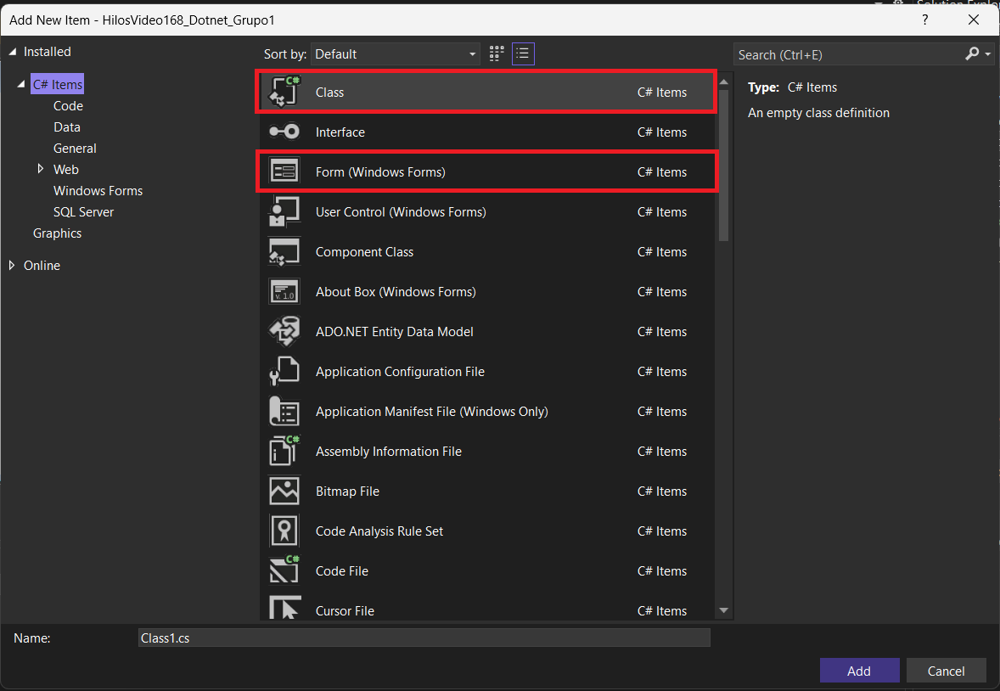 Solution Explo
Add New Item - HilosVideo168_Dotnet_Grupo1
?
Installed
C# Items
Code
Data
General
Web
Windows Forms
SQL Server
Graphics
Online
Sort by: Default
Class C# Items
Interface C# Items
Form (Windows Forms) C# Items
User Control (Windows Forms) C# Items
Component Class C# Items
About Box (Windows Forms) C# Items
ADO.NET Entity Data Model C# Items
Application Configuration File C# Items
Application Manifest File (Windows Only) C# Items
Assembly Information File C# Items
Bitmap File C# Items
Code Analysis Rule Set C# Items
Code File C# Items
Cursor File C# Items
Search (Ctrl+E)
Type: C# Items
An empty class definition
Name: Class1.cs
Add Cancel